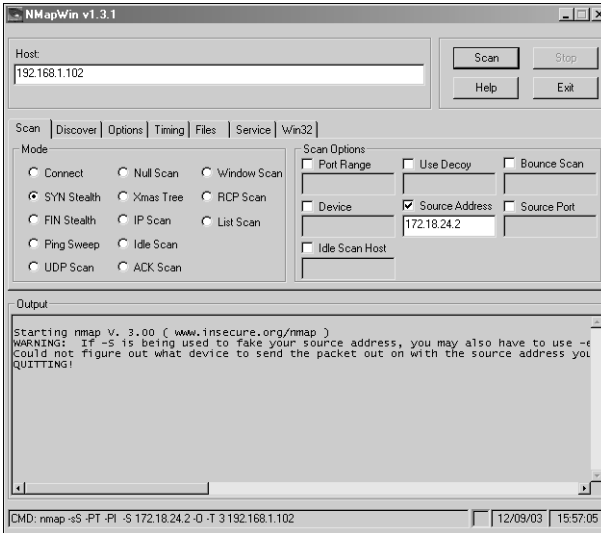 NMapWin v1.3.1
Host:
192.168.1.102
Scan Stop
Help Exit
Scan Discover Options Timing Files Service Win32
Mode
Connect Null Scan Window Scan
SYN Stealth Xmas Tree RCP Scan
FIN Stealth IP Scan List Scan
Ping Sweep Idle Scan
UDP Scan ACK Scan
Scan Options
Port Range Use Decoy Bounce Scan
Device Source Address Source Port
172.18.24.2
Idle Scan Host
Output
Starting nmap V. 3.00 ( www.insecure.org/nmap )
WARNING: If -S is being used to fake your source address, you may also have to use -e
Could not figure out what device to send the packet out on with the source address you
QUITTING!
CMD: nmap -sS -PT -PI -S 172.18.24.2 -O -T 3 192.168.1.102
12/09/03 15:57:05